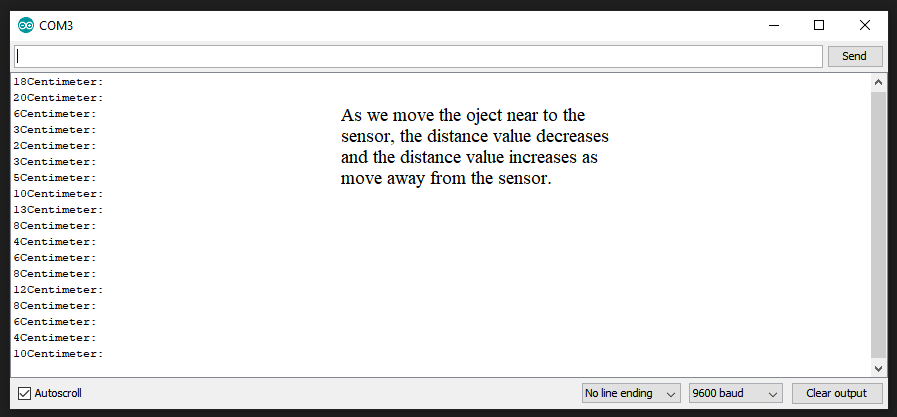 COM3
Send
18Centimeter:
20Centimeter:
6Centimeter:
3Centimeter:
2Centimeter:
3Centimeter:
5Centimeter:
10Centimeter:
13Centimeter:
8Centimeter:
4Centimeter:
6Centimeter:
8Centimeter:
12Centimeter:
8Centimeter:
6Centimeter:
4Centimeter:
10Centimeter:
As we move the oject near to the
sensor, the distance value decreases
and the distance value increases as
move away from the sensor.
Autoscroll
No line ending
9600 baud
Clear output